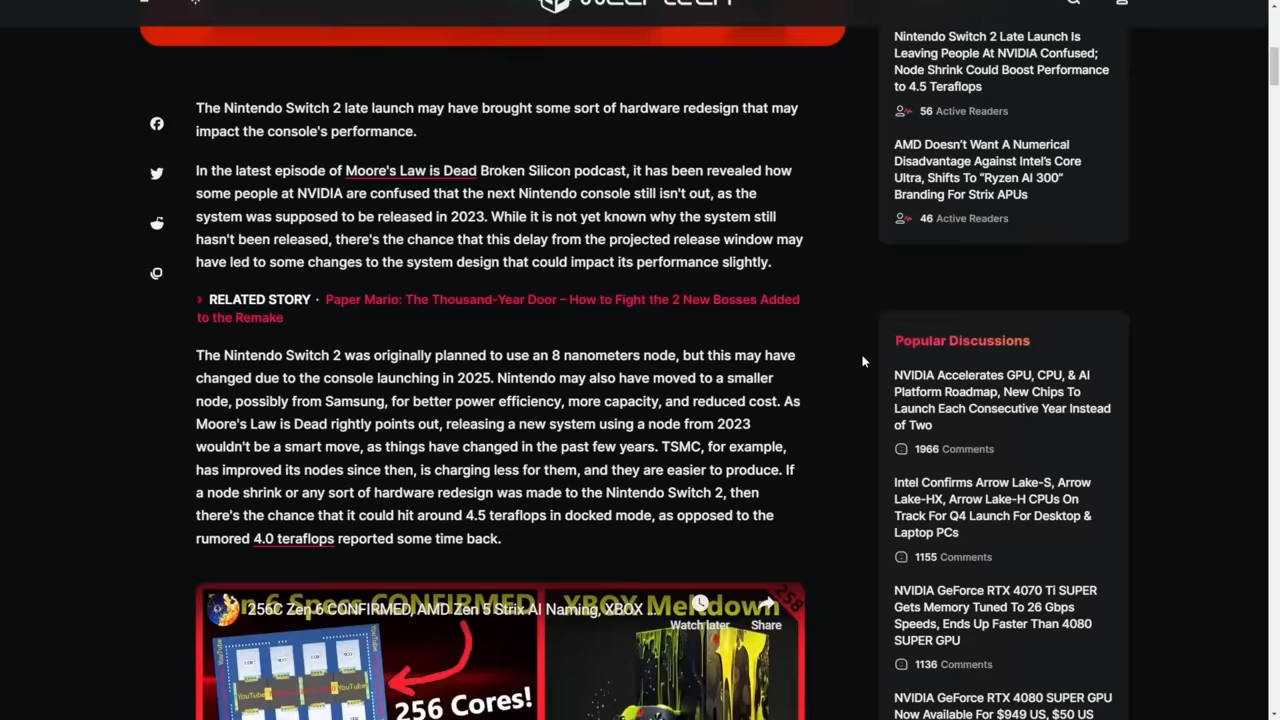 The Nintendo Switch 2 late launch may have brought some sort of hardware redesign that may
impact the console's performance.
In the latest episode of Moore's Law is Dead Broken Silicon podcast, it has been revealed how
some people at NVIDIA are confused that the next Nintendo console still isn't out, as the
system was supposed to be released in 2023. While it is not yet known why the system still
hasn't been released, there's the chance that this delay from the projected release window may
have led to some changes to the system design that could impact its performance slightly.
› RELATED STORY · Paper Mario: The Thousand-Year Door – How to Fight the 2 New Bosses Added
to the Remake
The Nintendo Switch 2 was originally planned to use an 8 nanometers node, but this may have
changed due to the console launching in 2025. Nintendo may also have moved to a smaller
node, possibly from Samsung, for better power efficiency, more capacity, and reduced cost. As
Moore's Law is Dead rightly points out, releasing a new system using a node from 2023
wouldn't be a smart move, as things have changed in the past few years. TSMC, for example,
has improved its nodes since then, is charging less for them, and they are easier to produce. If
a node shrink or any sort of hardware redesign was made to the Nintendo Switch 2, then
there's the chance that it could hit around 4.5 teraflops in docked mode, as opposed to the
rumored 4.0 teraflops reported some time back.
6 Specs CONFIRMED
XBOX Meltdown
258
256C Zen 6 CONFIRMED, AMD Zen 5 Strix AI Naming, XBOX ...
Watch later
Share
YouTube
YouTube
YouTube
YouTube
256 Cores!
Nintendo Switch 2 Late Launch Is
Leaving People At NVIDIA Confused;
Node Shrink Could Boost Performance
to 4.5 Teraflops
56 Active Readers
AMD Doesn't Want A Numerical
Disadvantage Against Intel's Core
Ultra, Shifts To "Ryzen AI 300"
Branding For Strix APUs
46 Active Readers
Popular Discussions
NVIDIA Accelerates GPU, CPU, & AI
Platform Roadmap, New Chips To
Launch Each Consecutive Year Instead
of Two
1966 Comments
Intel Confirms Arrow Lake-S, Arrow
Lake-HX, Arrow Lake-H CPUs On
Track For Q4 Launch For Desktop &
Laptop PCs
1155 Comments
NVIDIA GeForce RTX 4070 Ti SUPER
Gets Memory Tuned To 26 Gbps
Speeds, Ends Up Faster Than 4080
SUPER GPU
1136 Comments
NVIDIA GeForce RTX 4080 SUPER GPU
Now Available For $949 US, $50 US